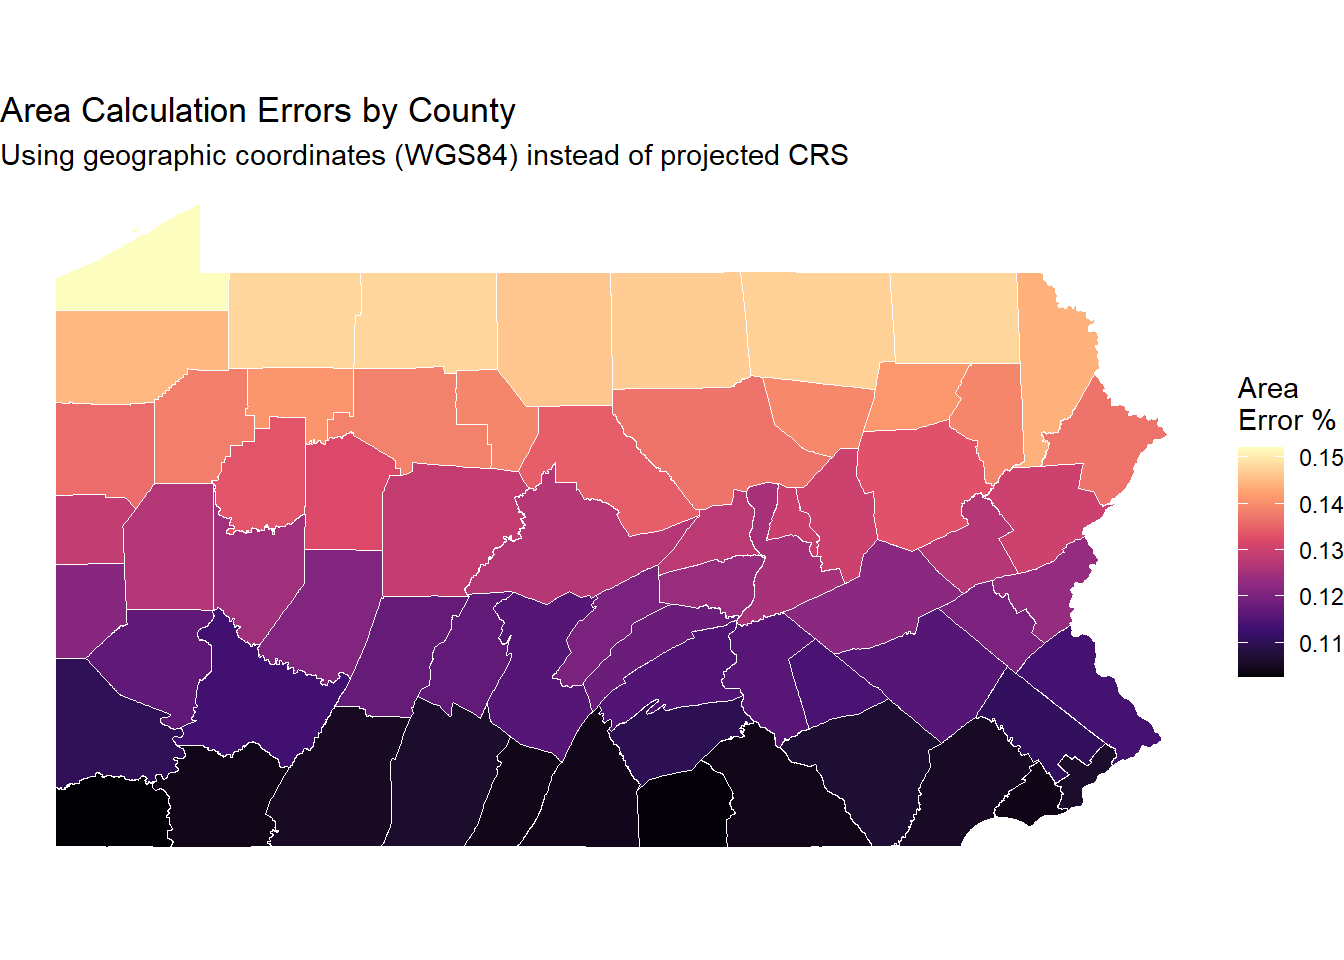 Area Calculation Errors by County
Using geographic coordinates (WGS84) instead of projected CRS
Area
Error %
0.15
0.14
0.13
0.12
0.11